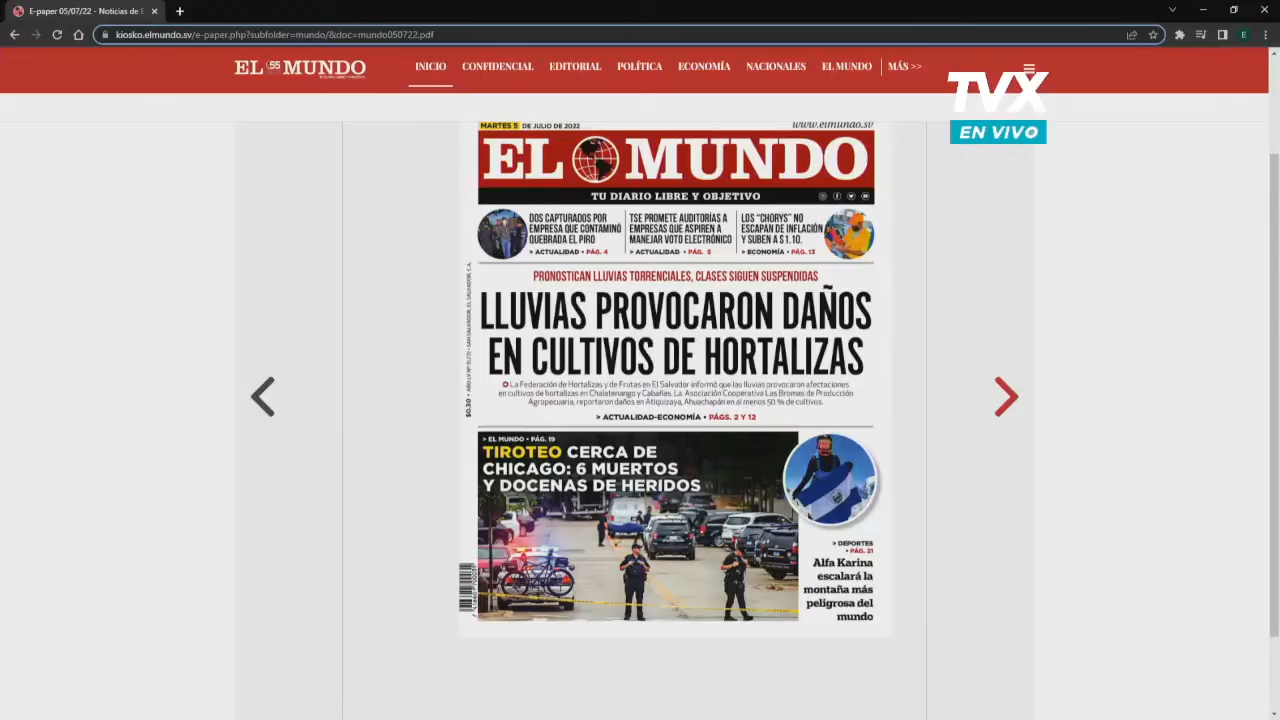 E-paper 05/07/22 - Noticias de E
kiosko.elmundo.sv/e-paper.php?subfolder=mundo/&doc=mundo050722.pdf
E
EL 55 MUNDO
INICIO CONFIDENCIAL EDITORIAL POLÍTICA ECONOMÍA NACIONALES EL MUNDO MÁS >>
TVX
EN VIVO
MARTES 5 DE JULIO DE 2022
www.elmundo.sv
EL MUNDO
TU DIARIO LIBRE Y OBJETIVO
DOS CAPTURADOS POR
EMPRESA QUE CONTAMINÓ
QUEBRADA EL PIRO
> ACTUALIDAD • PÁG. 4
TSE PROMETE AUDITORÍAS A
EMPRESAS QUE ASPIREN A
MANEJAR VOTO ELECTRÓNICO
> ACTUALIDAD • PÁG. 5
LOS "CHORYS" NO
ESCAPAN DE INFLACIÓN
Y SUBEN A $1.10.
> ECONOMÍA • PÁG. 13
PRONOSTICAN LLUVIAS TORRENCIALES, CLASES SIGUEN SUSPENDIDAS
LLUVIAS PROVOCARON DAÑOS
EN CULTIVOS DE HORTALIZAS
La Federación de Hortalizas y de Frutas en El Salvador informó que las lluvias provocaron afectaciones
en cultivos de hortalizas en Chalatenango y Cabañas. La Asociación Cooperativa Las Bromas de Producción
Agropecuaria, reportaron daños en Atiquizaya, Ahuachapán en al menos 50 % de cultivos.
> ACTUALIDAD-ECONOMÍA • PÁGS. 2 Y 12
> EL MUNDO • PÁG. 19
TIROTEO CERCA DE
CHICAGO: 6 MUERTOS
Y DOCENAS DE HERIDOS
> DEPORTES
• PÁG. 21
Alfa Karina
escalará la
montaña más
peligrosa del
mundo